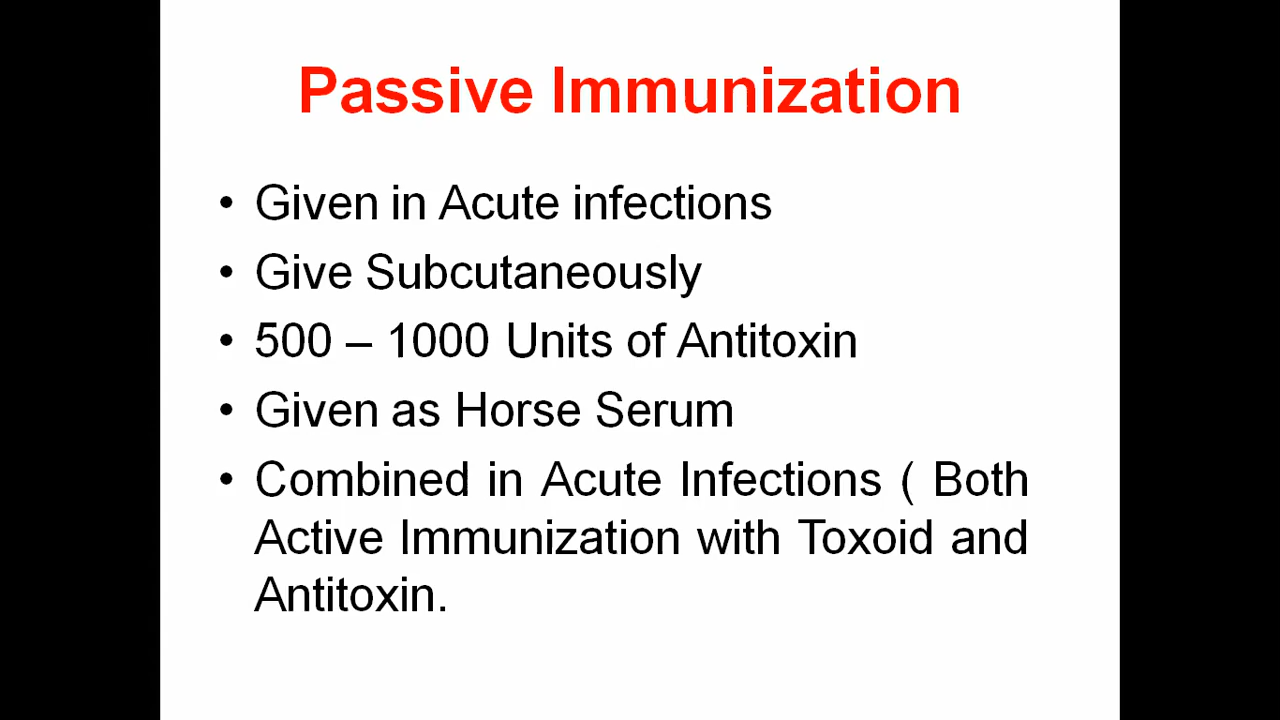 Passive Immunization
• Given in Acute infections
• Give Subcutaneously
• 500 – 1000 Units of Antitoxin
• Given as Horse Serum
• Combined in Acute Infections ( Both
Active Immunization with Toxoid and
Antitoxin.